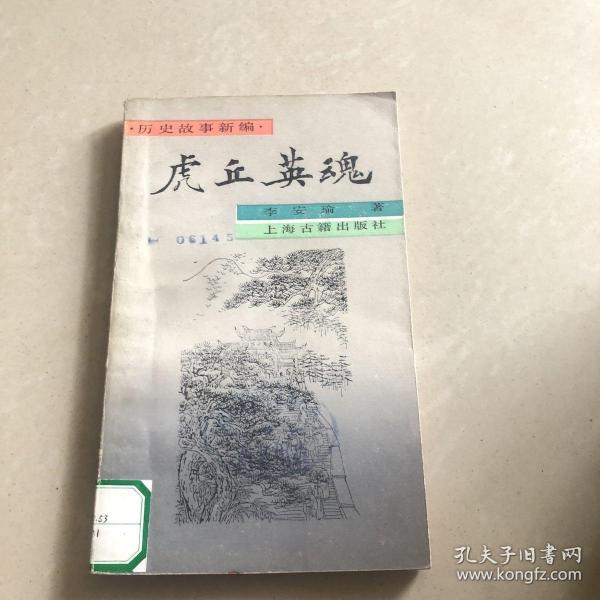 ·历史故事新编·
虎丘英魂
李安瑜 著
上海古籍出版社
06145
.53
孔夫子旧书网
www.kongfz.com